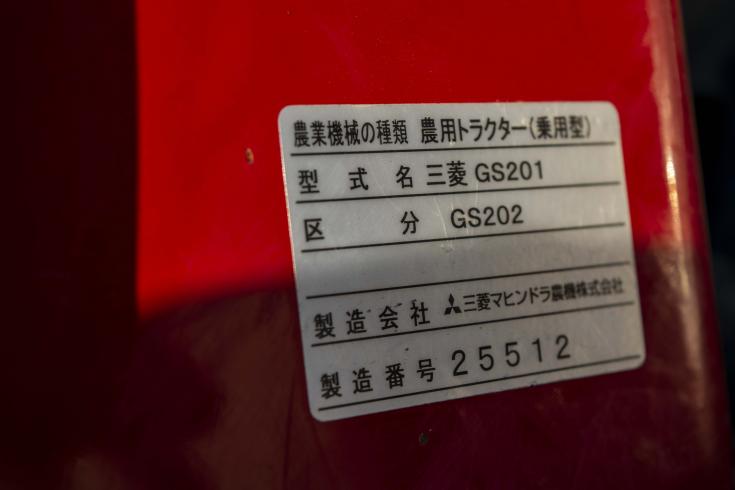 農業機械の種類 農用トラクター(乗用型)
型式名 三菱 GS201
区分 GS202
製造会社 三菱マヒンドラ農機株式会社
製造番号 25512